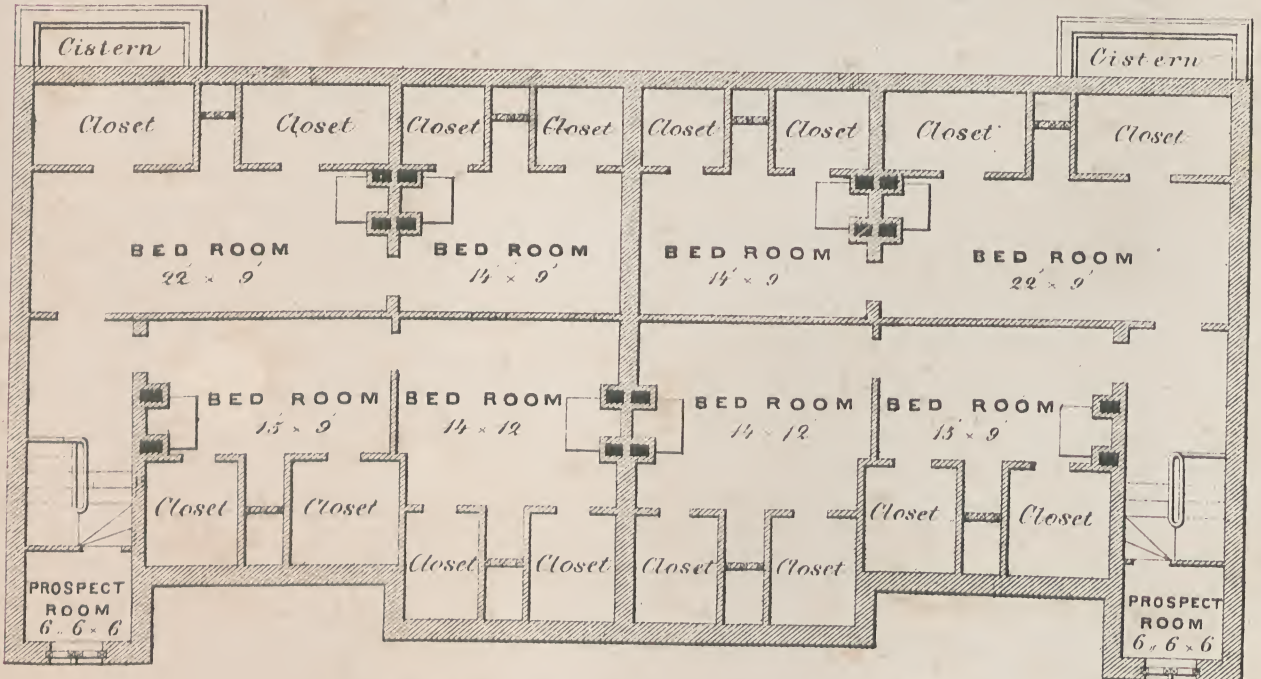 Cistern
Cistern
Closet
Closet
Closet
Closet
Closet
Closet
Closet
Closet
BED ROOM
22' × 9'
BED ROOM
14' × 9'
BED ROOM
14' × 9
BED ROOM
22' × 9'
BED ROOM
15' × 9'
BED ROOM
14 × 12
BED ROOM
14 × 12
BED ROOM
15' × 9'
Closet
Closet
Closet
Closet
Closet
Closet
Closet
Closet
PROSPECT
ROOM
6 „ 6 × 6
PROSPECT
ROOM
6 „ 6 × 6